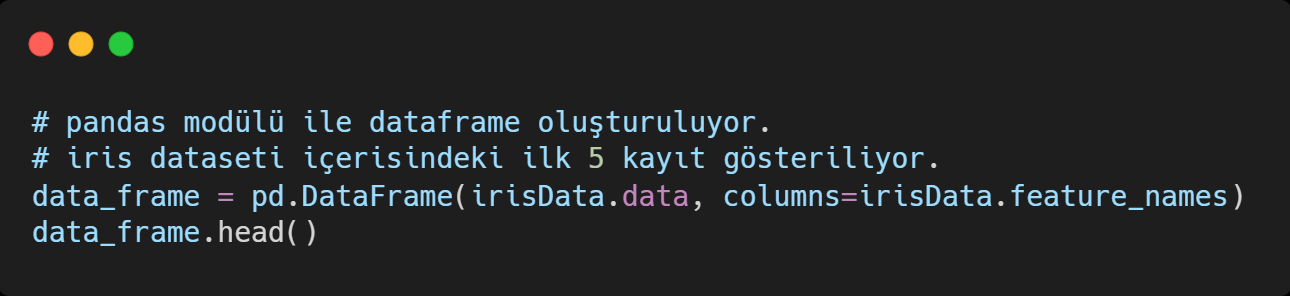 # pandas modülü ile dataframe oluşturuluyor.
# iris dataseti içerisindeki ilk 5 kayıt gösteriliyor.
data_frame = pd.DataFrame(irisData.data, columns=irisData.feature_names)
data_frame.head()